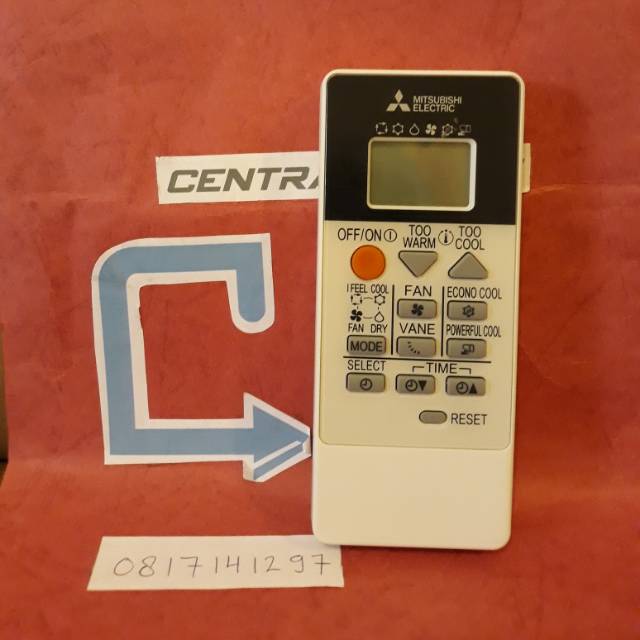 MITSUBISHI
ELECTRIC
CENTRA
OFF/ON
TOO WARM
TOO COOL
I FEEL COOL
FAN
ECONO COOL
FAN DRY
VANE
POWERFUL COOL
MODE
SELECT
TIME
RESET
0817141297